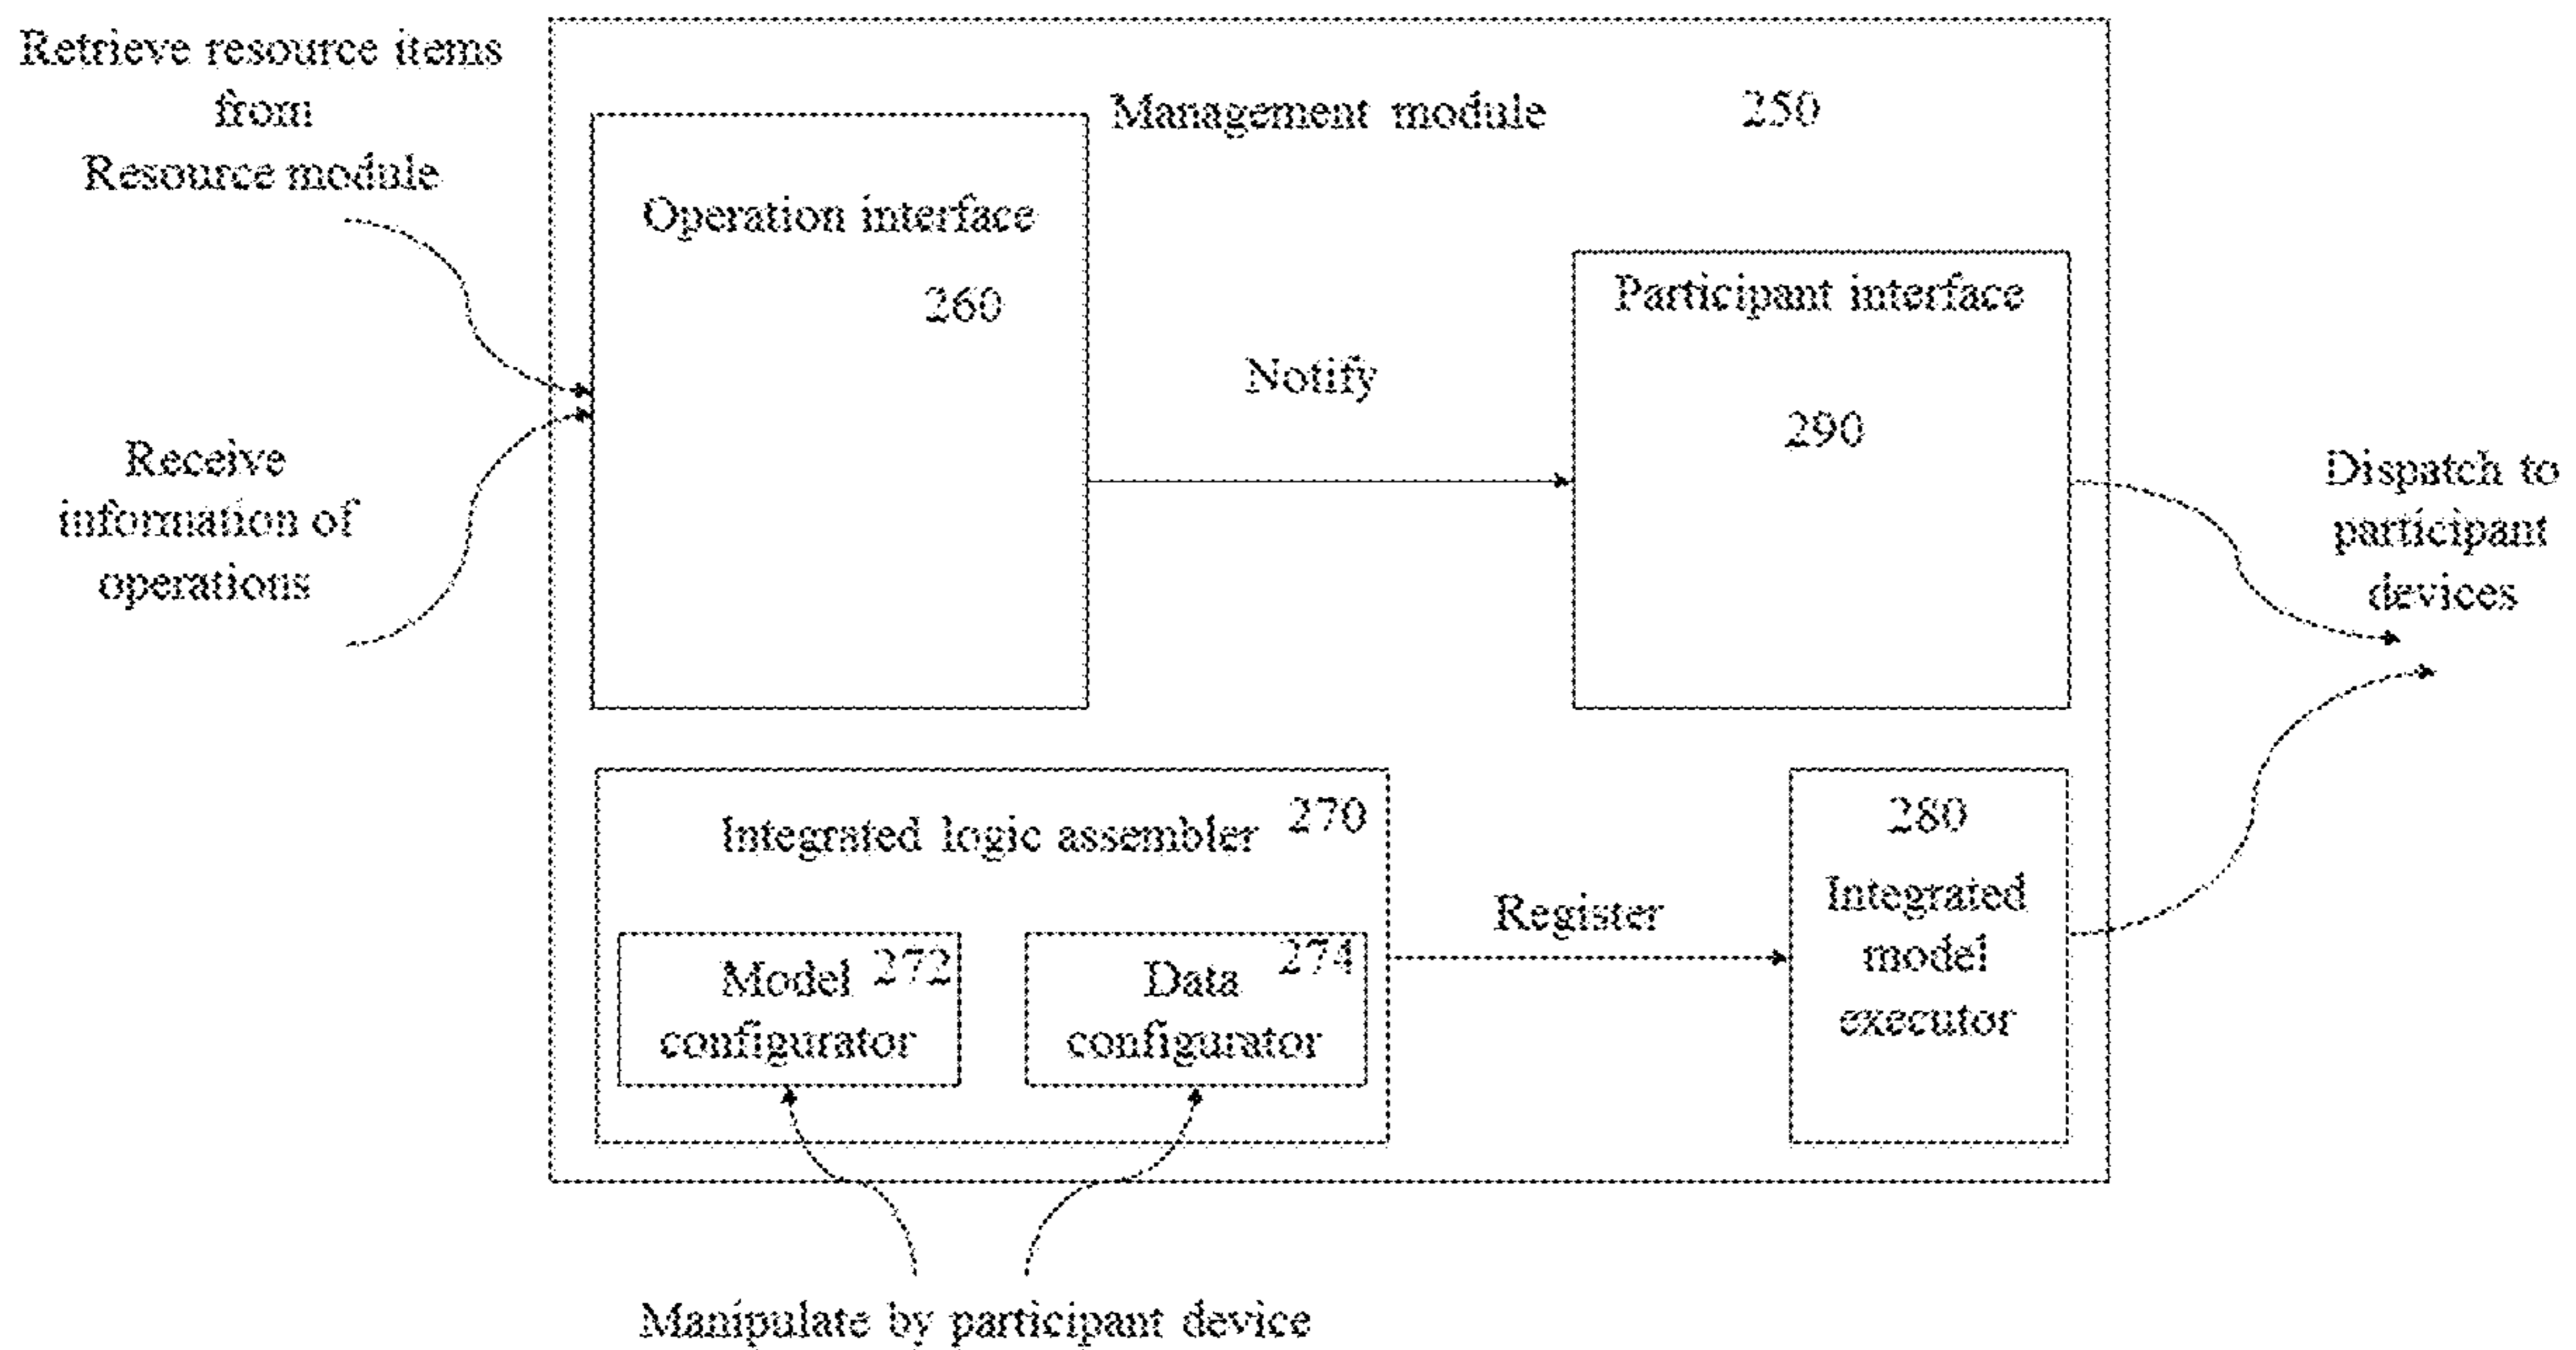 Retrieve resource items
from
Resource module
Receive
information of
operations
Management module 250
Operation interface
260
Notify
Participant interface
290
Dispatch to
participant
devices
Integrated logic assembler 270
Model 272
configurator
Data 274
configurator
Register
280
Integrated
model
executor
Manipulate by participant device